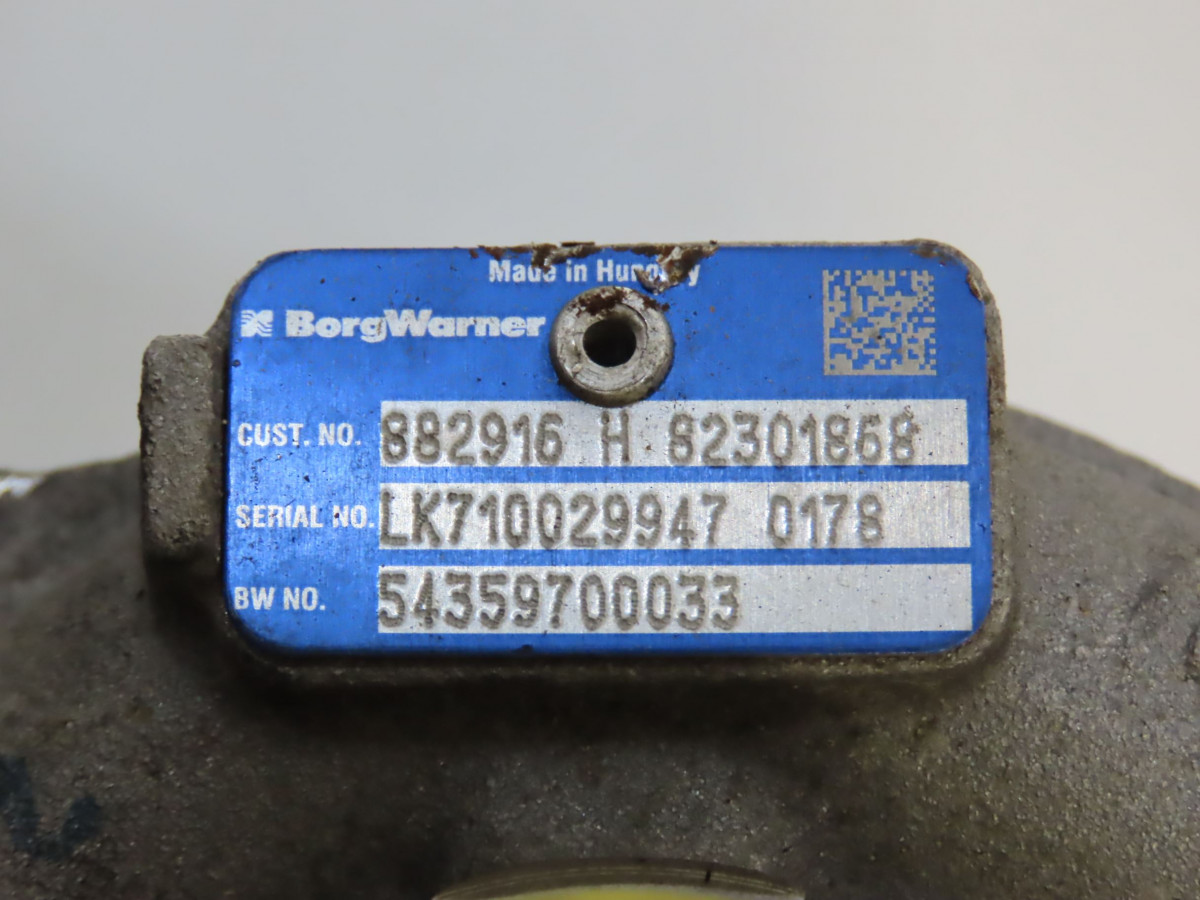 Made in Hungary
BorgWarner
CUST. NO. 882916 H 82301868
SERIAL NO. LK710029947 0178
BW NO. 54359700033